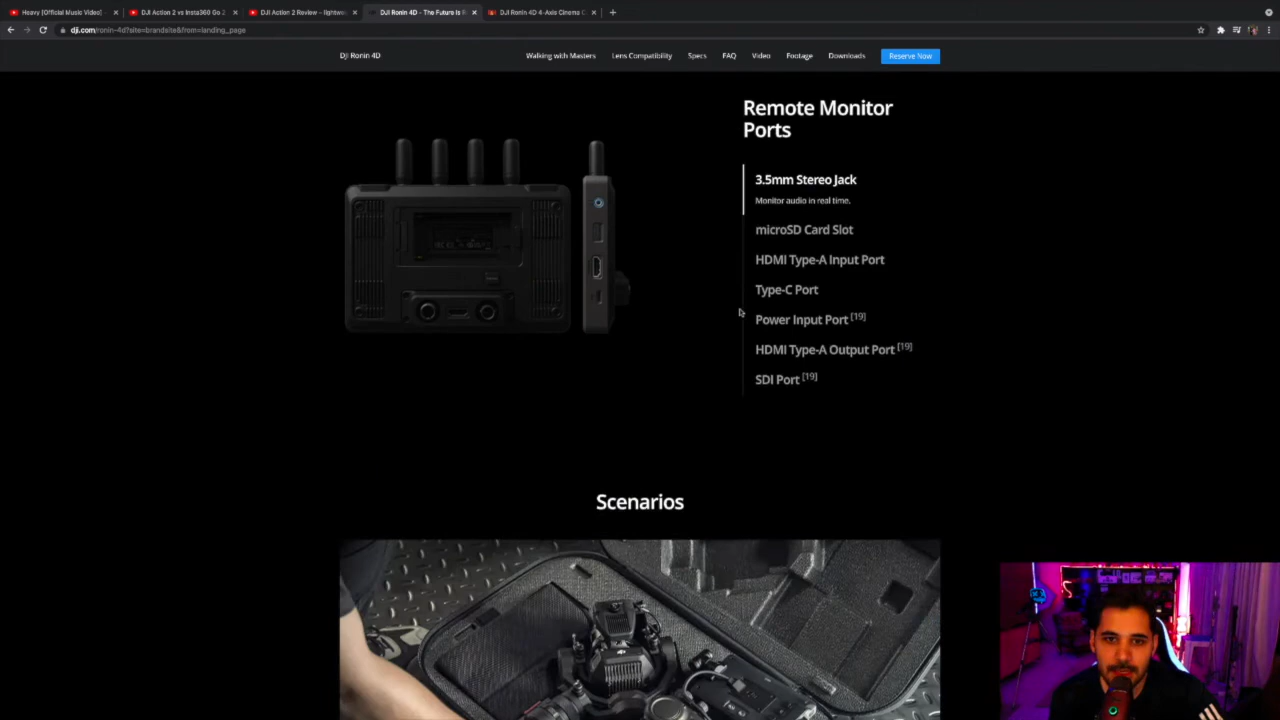 Heavy [Official Music Video]
DJI Action 2 vs Insta360 Go 2
DJI Action 2 Review – lightwei
DJI Ronin 4D - The Future Is R
DJI Ronin 4D 4-Axis Cinema C
dji.com/ronin-4d?site=brandsite&from=landing_page
DJI Ronin 4D
Walking with Masters
Lens Compatibility
Specs
FAQ
Video
Footage
Downloads
Reserve Now
Remote Monitor
Ports
3.5mm Stereo Jack
Monitor audio in real time.
microSD Card Slot
HDMI Type-A Input Port
Type-C Port
Power Input Port [19]
HDMI Type-A Output Port [19]
SDI Port [19]
Scenarios